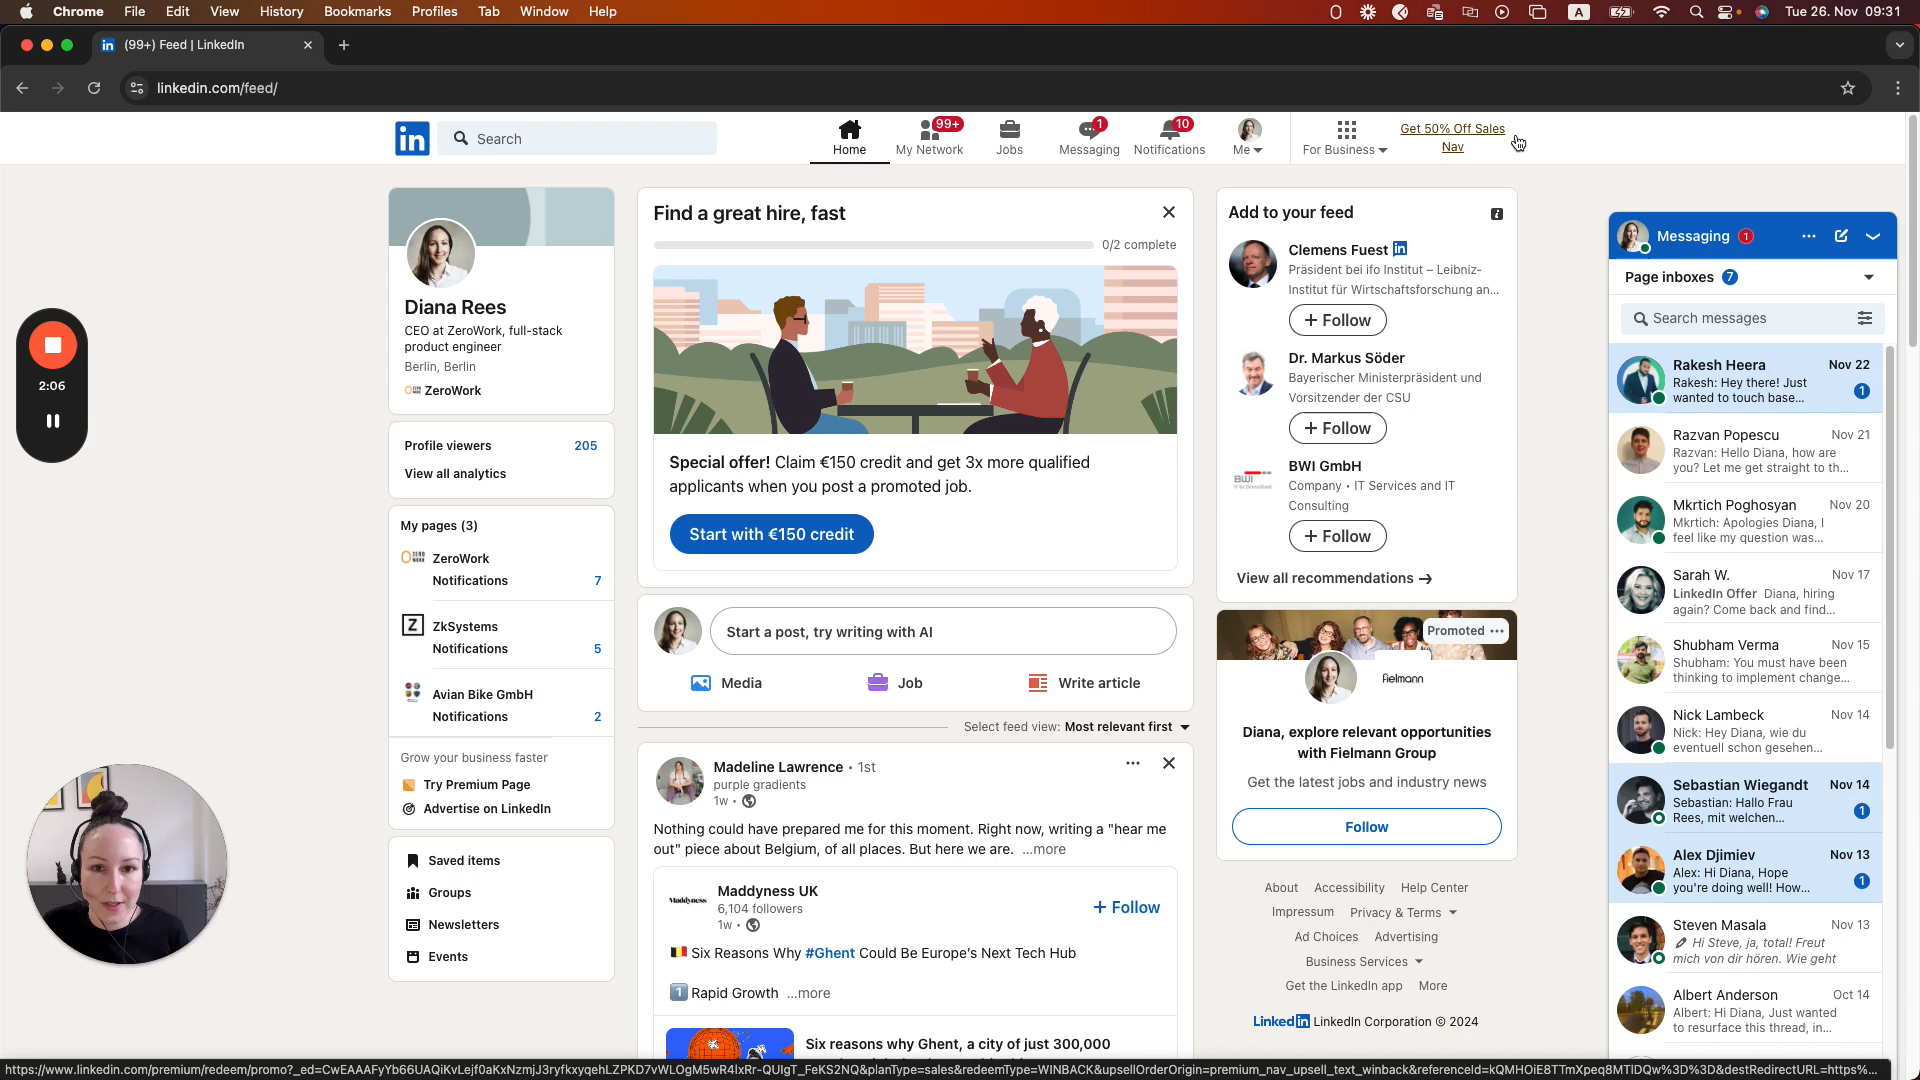 Chrome File Edit View History Bookmarks Profiles Tab Window Help
A
Tue 26. Nov 09:31
(99+) Feed | LinkedIn
linkedin.com/feed/
Search
Home
99+
My Network
Jobs
1
Messaging
10
Notifications
Me
For Business
Get 50% Off Sales
Nav
2:06
Diana Rees
CEO at ZeroWork, full-stack
product engineer
Berlin, Berlin
ZeroWork
Profile viewers 205
View all analytics
My pages (3)
ZeroWork
Notifications 7
ZkSystems
Notifications 5
Avian Bike GmbH
Notifications 2
Grow your business faster
Try Premium Page
Advertise on LinkedIn
Saved items
Groups
Newsletters
Events
Find a great hire, fast
0/2 complete
Special offer! Claim €150 credit and get 3x more qualified
applicants when you post a promoted job.
Start with €150 credit
Start a post, try writing with AI
Media
Job
Write article
Select feed view: Most relevant first
Madeline Lawrence • 1st
purple gradients
1w •
Nothing could have prepared me for this moment. Right now, writing a "hear me
out" piece about Belgium, of all places. But here we are. ...more
Maddyness
Maddyness UK
6,104 followers
1w •
+ Follow
🇧🇪 Six Reasons Why #Ghent Could Be Europe's Next Tech Hub
1️⃣ Rapid Growth ...more
Six reasons why Ghent, a city of just 300,000
Add to your feed
Clemens Fuest in
Präsident bei ifo Institut – Leibniz-
Institut für Wirtschaftsforschung an...
+ Follow
Dr. Markus Söder
Bayerischer Ministerpräsident und
Vorsitzender der CSU
+ Follow
BWI
BWI GmbH
Company • IT Services and IT
Consulting
+ Follow
View all recommendations →
Promoted
fielmann
Diana, explore relevant opportunities
with Fielmann Group
Get the latest jobs and industry news
Follow
About Accessibility Help Center
Impressum Privacy & Terms
Ad Choices Advertising
Business Services
Get the LinkedIn app More
LinkedIn LinkedIn Corporation © 2024
Messaging 1
Page inboxes 7
Search messages
Rakesh Heera Nov 22
Rakesh: Hey there! Just
wanted to touch base... 1
Razvan Popescu Nov 21
Razvan: Hello Diana, how are
you? Let me get straight to th...
Mkrtich Poghosyan Nov 20
Mkrtich: Apologies Diana, I
feel like my question was...
Sarah W. Nov 17
LinkedIn Offer Diana, hiring
again? Come back and find...
Shubham Verma Nov 15
Shubham: You must have been
thinking to implement change...
Nick Lambeck Nov 14
Nick: Hey Diana, wie du
eventuell schon gesehen...
Sebastian Wiegandt Nov 14
Sebastian: Hallo Frau
Rees, mit welchen... 1
Alex Djimiev Nov 13
Alex: Hi Diana, Hope
you're doing well! How... 1
Steven Masala Nov 13
Hi Steve, ja, total! Freut
mich von dir hören. Wie geht
Albert Anderson Oct 14
Albert: Hi Diana, Just wanted
to resurface this thread, in...